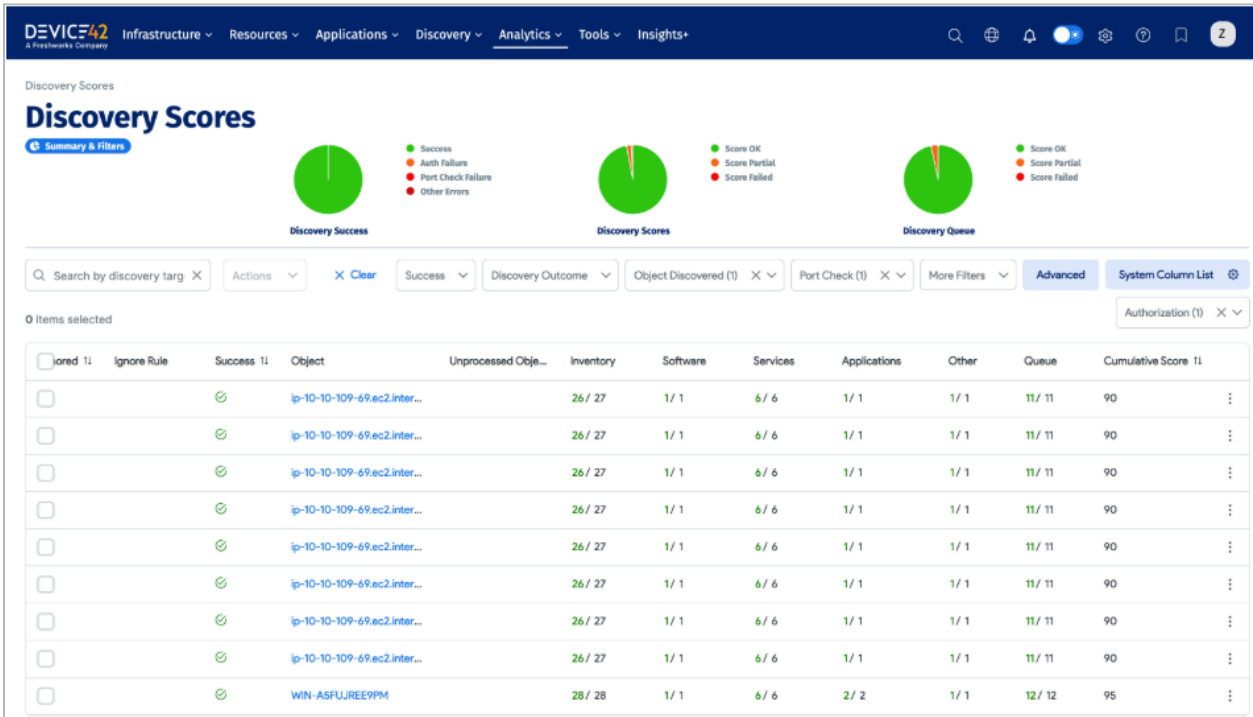 DEVICE42 Infrastructure Resources Applications Discovery Analytics Tools Insights+ Z
A Freshworks Company
Discovery Scores
Discovery Scores
Summary & Filters
Success
Auth Failure
Port Check Failure
Other Errors
Discovery Success
Score OK
Score Partial
Score Failed
Discovery Scores
Score OK
Score Partial
Score Failed
Discovery Queue
Search by discovery targ Actions Clear Success Discovery Outcome Object Discovered (1) Port Check (1) More Filters Advanced System Column List
0 items selected Authorization (1)
ored Ignore Rule Success Object Unprocessed Obje... Inventory Software Services Applications Other Queue Cumulative Score
ip-10-10-109-69.ec2.inter... 26/ 27 1/ 1 6/ 6 1/ 1 1/ 1 11/ 11 90
ip-10-10-109-69.ec2.inter... 26/ 27 1/ 1 6/ 6 1/ 1 1/ 1 11/ 11 90
ip-10-10-109-69.ec2.inter... 26/ 27 1/ 1 6/ 6 1/ 1 1/ 1 11/ 11 90
ip-10-10-109-69.ec2.inter... 26/ 27 1/ 1 6/ 6 1/ 1 1/ 1 11/ 11 90
ip-10-10-109-69.ec2.inter... 26/ 27 1/ 1 6/ 6 1/ 1 1/ 1 11/ 11 90
ip-10-10-109-69.ec2.inter... 26/ 27 1/ 1 6/ 6 1/ 1 1/ 1 11/ 11 90
ip-10-10-109-69.ec2.inter... 26/ 27 1/ 1 6/ 6 1/ 1 1/ 1 11/ 11 90
ip-10-10-109-69.ec2.inter... 26/ 27 1/ 1 6/ 6 1/ 1 1/ 1 11/ 11 90
WIN-A5FUJREE9PM 28/ 28 1/ 1 6/ 6 2/ 2 1/ 1 12/ 12 95